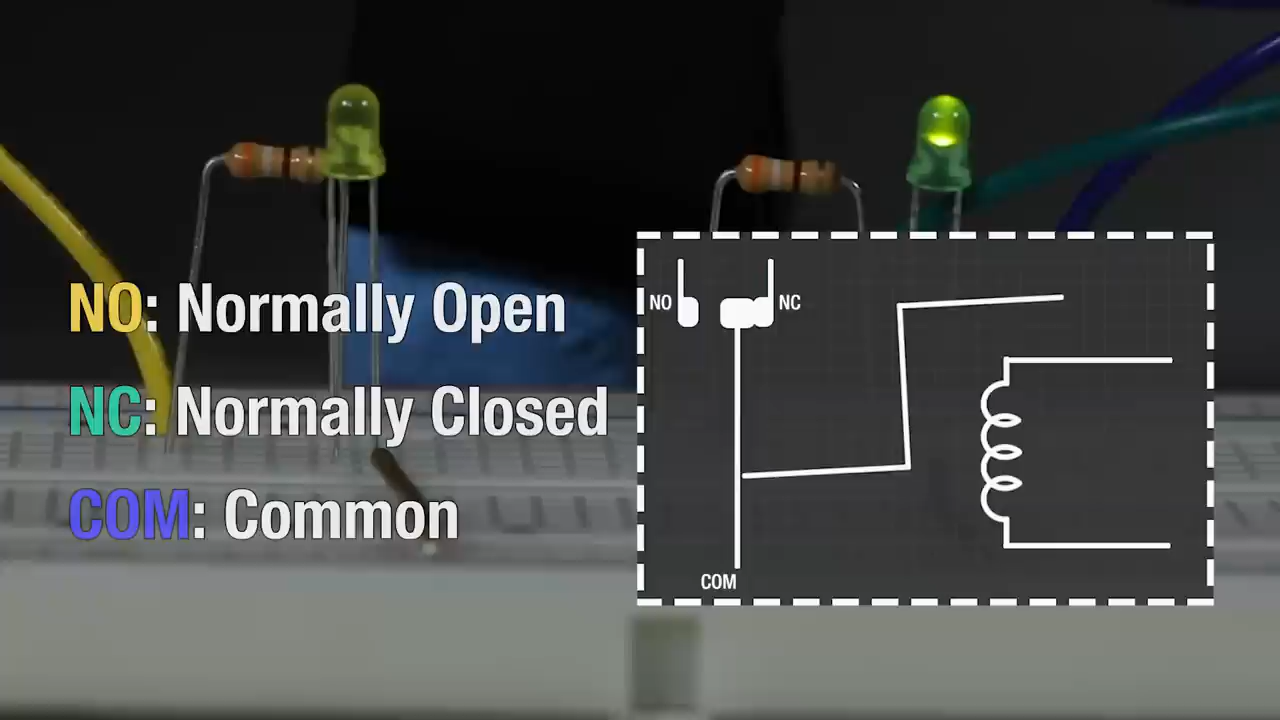 NO: Normally Open
NC: Normally Closed
COM: Common
NO
NC
COM